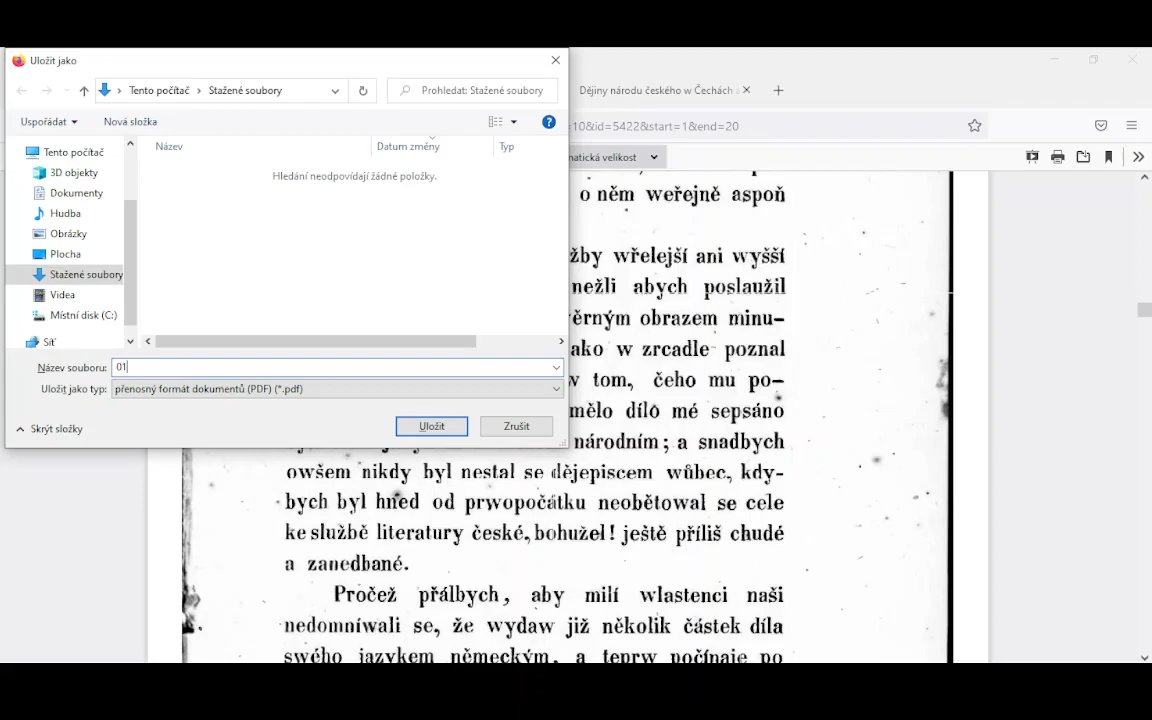 Uložit jako
Tento počítač › Stažené soubory
Prohledat: Stažené soubory
Uspořádat
Nová složka
Tento počítač
3D objekty
Dokumenty
Hudba
Obrázky
Plocha
Stažené soubory
Videa
Místní disk (C:)
Síť
Název
Datum změny
Typ
Hledání neodpovídají žádné položky.
Název souboru: 01
Uložit jako typ: přenosný formát dokumentů (PDF) (*.pdf)
Skrýt složky
Uložit
Zrušit
Dějiny národu českého w Čechách
=10&id=5422&start=1&end=20
matická velikost
o něm weřejně aspoň
žby wřelejší ani wyšší
nežli abych poslaužil
ěrným obrazem minu-
ako w zrcadle poznal
w tom, čeho mu po-
mělo dílo mé sepsáno
národním; a snadbych
owšem nikdy byl nestal se dějepiscem wůbec, kdy-
bych byl hned od prwopočátku neobětowal se cele
ke službě literatury české, bohužel! ještě příliš chudé
a zanedbané.
Pročež přálbych, aby milí wlastenci naši
nedomníwali se, že wydaw již několik částek díla
swého jazykem německým, a teprw počínaje po